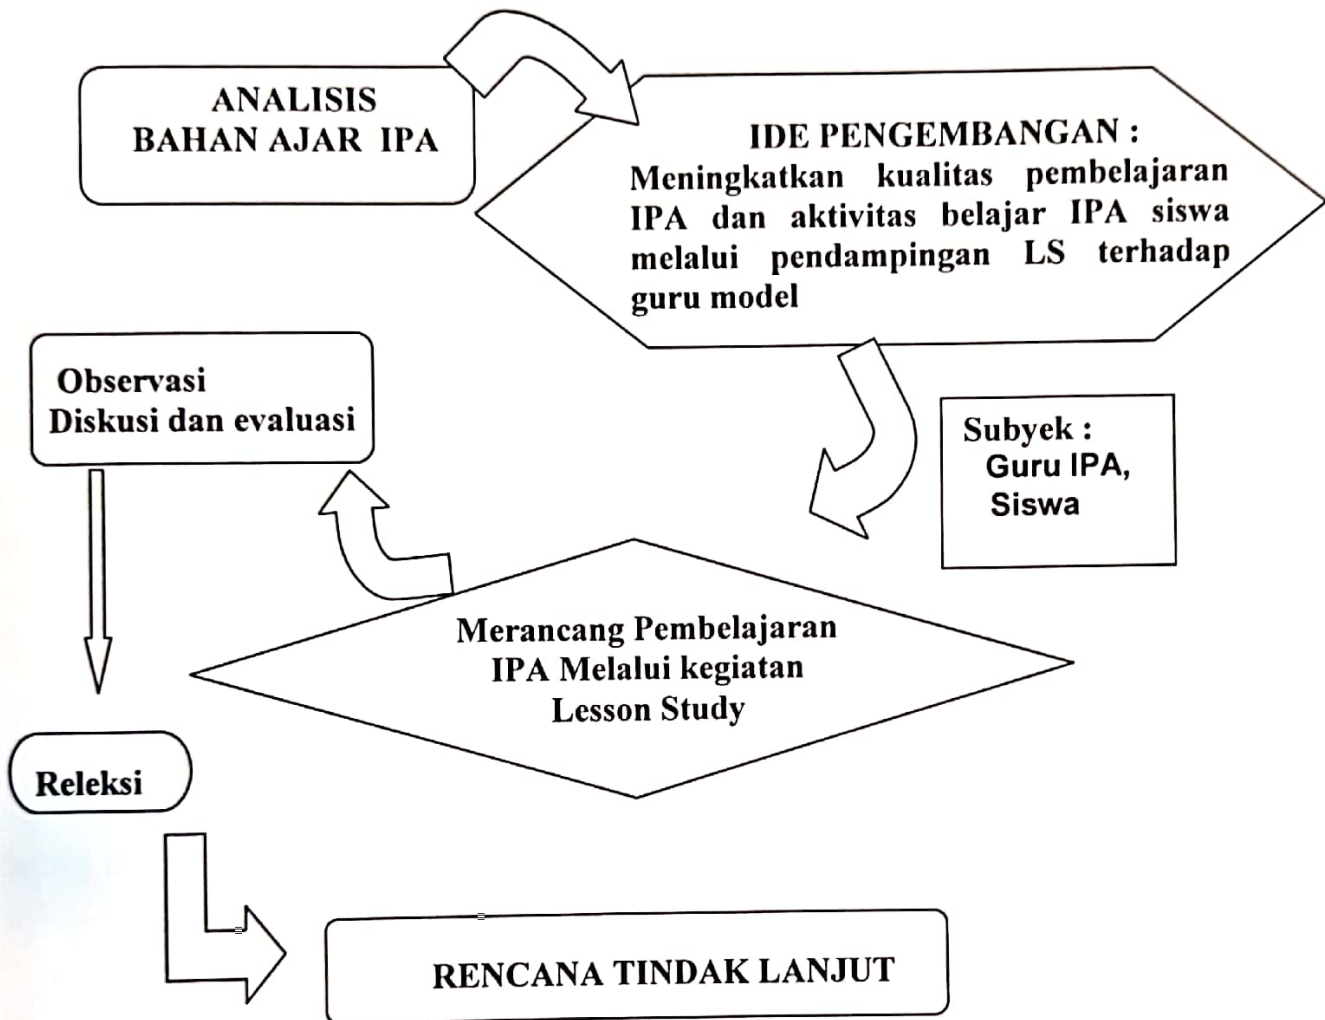 ANALISIS
BAHAN AJAR IPA
IDE PENGEMBANGAN :
Meningkatkan kualitas pembelajaran
IPA dan aktivitas belajar IPA siswa
melalui pendampingan LS terhadap
guru model
Subyek :
Guru IPA,
Siswa
Merancang Pembelajaran
IPA Melalui kegiatan
Lesson Study
Observasi
Diskusi dan evaluasi
Releksi
RENCANA TINDAK LANJUT